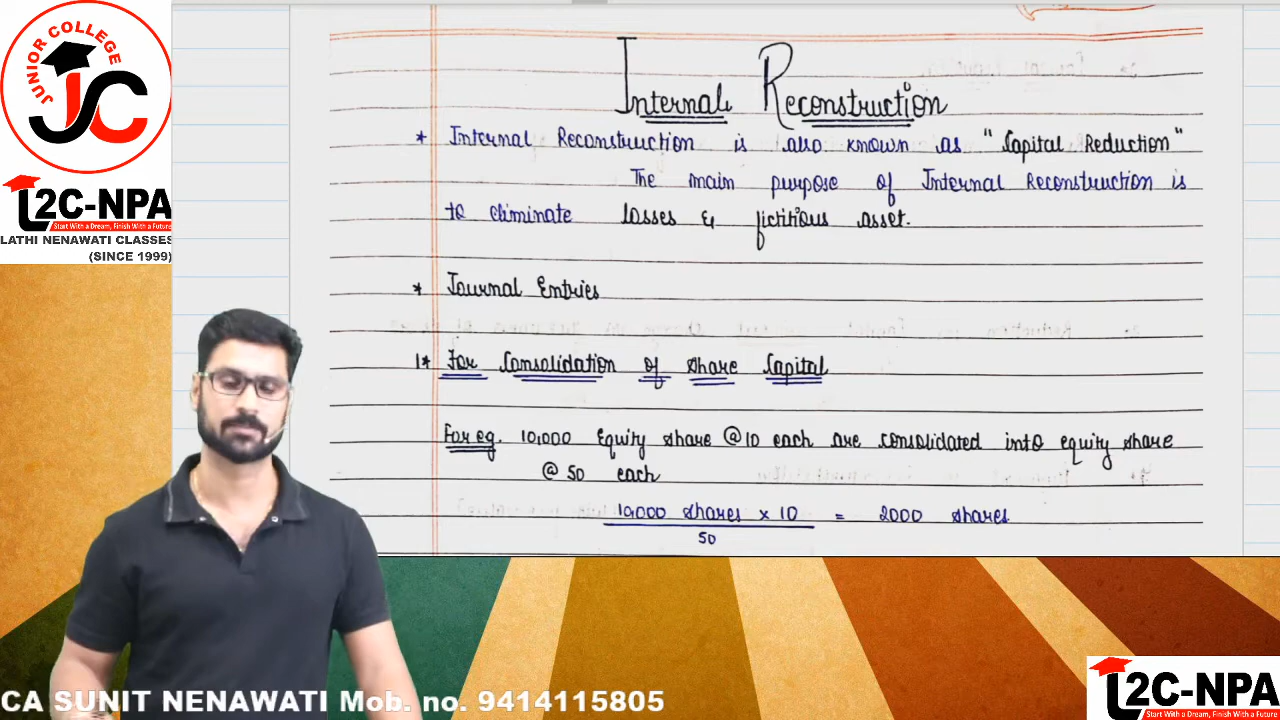 JUNIOR COLLEGE
JC
L2C-NPA
Start With a Dream, Finish With a Future
LATHI NENAWATI CLASSES
(SINCE 1999)
Internal Reconstruction
* Internal Reconstruction is also known as "Capital Reduction"
The main purpose of Internal Reconstruction is
to eliminate losses & fictitious asset.
* Journal Entries
1* For Consolidation of Share Capital
For eg. 10,000 Equity share @10 each are consolidated into equity share
@ 50 each
10,000 shares x 10 = 2000 shares
50
CA SUNIT NENAWATI Mob. no. 9414115805
L2C-NPA
Start With a Dream, Finish With a Future